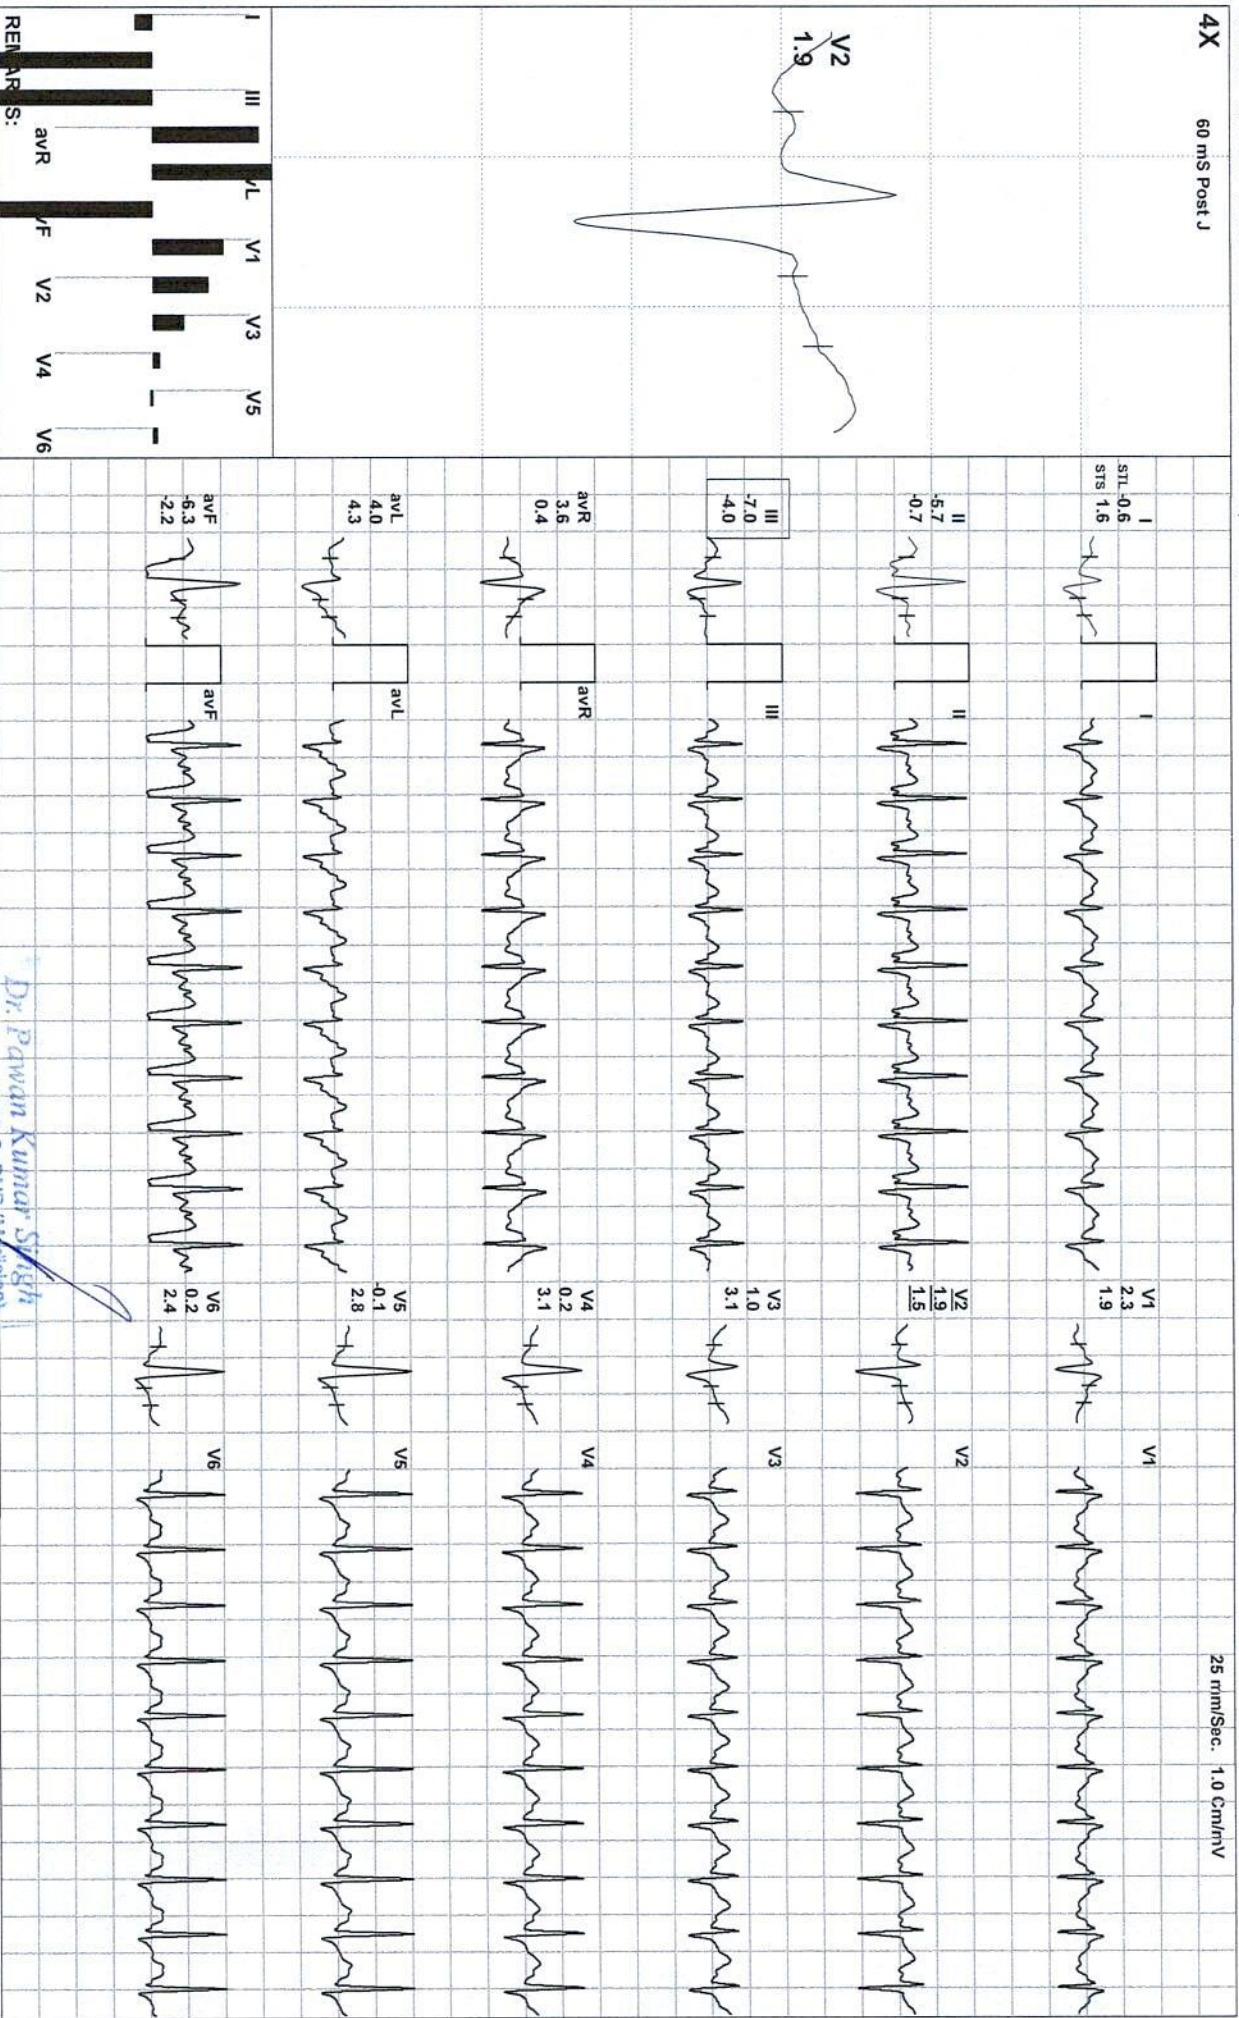 4X
60 mS Post J
25 mm/Sec. 1.0 Cm/mV
V2
1.9
I
STL -0.6
STS 1.6
I
V1
2.3
1.9
V1
II
-5.7
-0.7
II
V2
1.9
1.5
V2
III
-7.0
-4.0
III
V3
1.0
3.1
V3
avR
3.6
0.4
avR
V4
0.2
3.1
V4
avL
4.0
4.3
avL
V5
-0.1
2.8
V5
avF
-6.3
-2.2
avF
V6
0.2
2.4
V6
I III vL V1 V3 V5
avR vF V2 V4 V6
REMARKS:
Dr. Pawan Kumar Singh